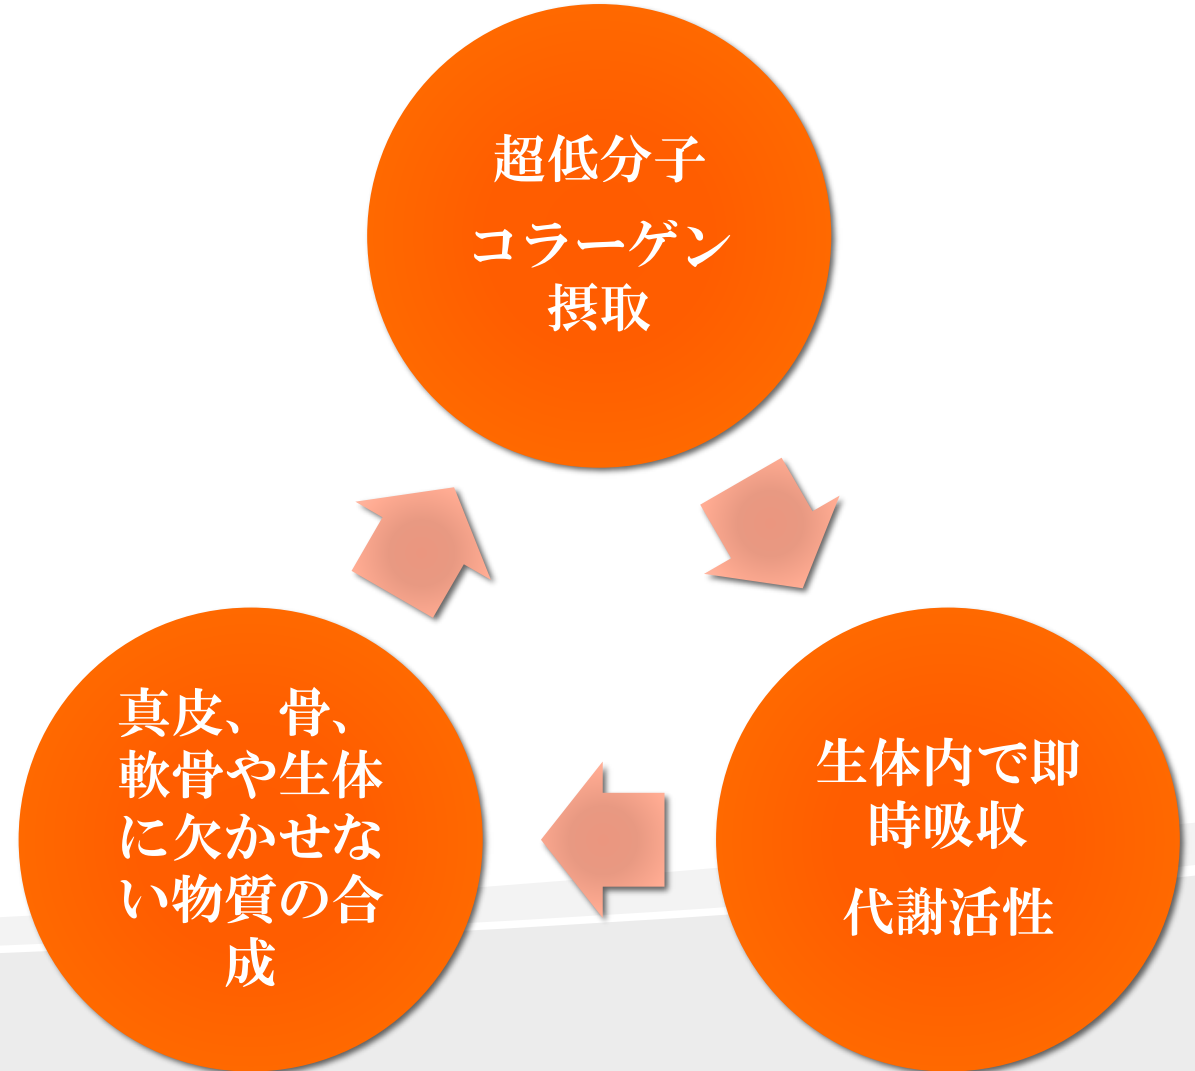 超低分子
コラーゲン
摂取
生体内で即
時吸収
代謝活性
真皮、骨、
軟骨や生体
に欠かせな
い物質の合
成